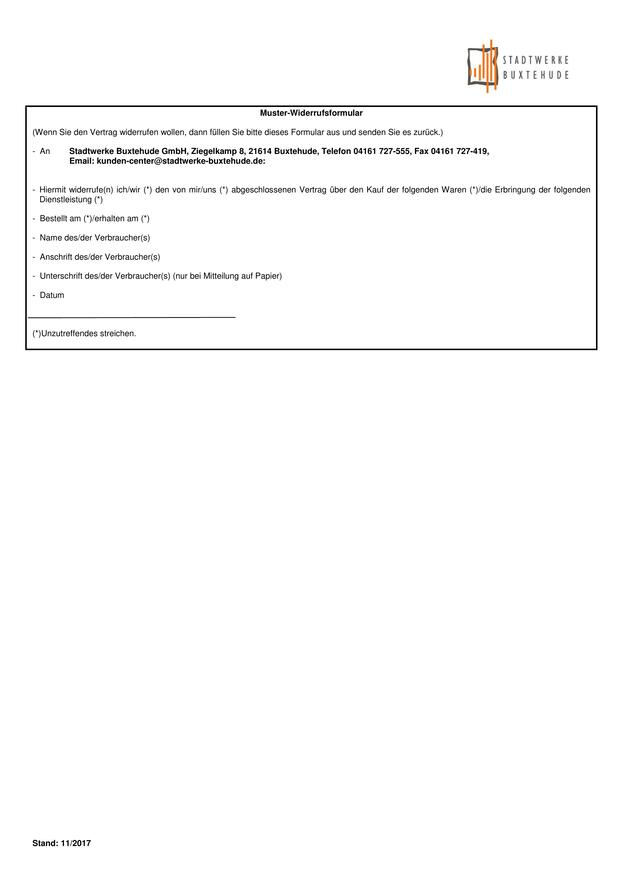 STADTWERKE
BUXTEHUDE
Muster-Widerrufsformular
(Wenn Sie den Vertrag widerrufen wollen, dann füllen Sie bitte dieses Formular aus und senden Sie es zurück.)
- An Stadtwerke Buxtehude GmbH, Ziegelkamp 8, 21614 Buxtehude, Telefon 04161 727-555, Fax 04161 727-419,
Email: kunden-center@stadtwerke-buxtehude.de:
- Hiermit widerrufe(n) ich/wir (*) den von mir/uns (*) abgeschlossenen Vertrag über den Kauf der folgenden Waren (*)/die Erbringung der folgenden
Dienstleistung (*)
- Bestellt am (*)/erhalten am (*)
- Name des/der Verbraucher(s)
- Anschrift des/der Verbraucher(s)
- Unterschrift des/der Verbraucher(s) (nur bei Mitteilung auf Papier)
- Datum
(*)Unzutreffendes streichen.
Stand: 11/2017